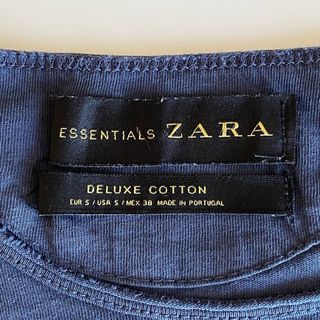 ESSENTIALS ZARA
DELUXE COTTON
EUR S / USA S / MEX 38 MADE IN PORTUGAL